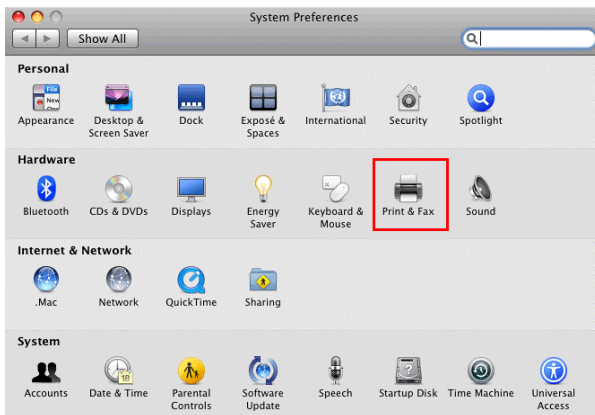 System Preferences
Show All
Personal
Appearance
Desktop &
Screen Saver
Dock
Exposé &
Spaces
International
Security
Spotlight
Hardware
Bluetooth
CDs & DVDs
Displays
Energy
Saver
Keyboard &
Mouse
Print & Fax
Sound
Internet & Network
.Mac
Network
QuickTime
Sharing
System
Accounts
18
Date & Time
Parental
Controls
Software
Update
Speech
?
Startup Disk
Time Machine
Universal
Access